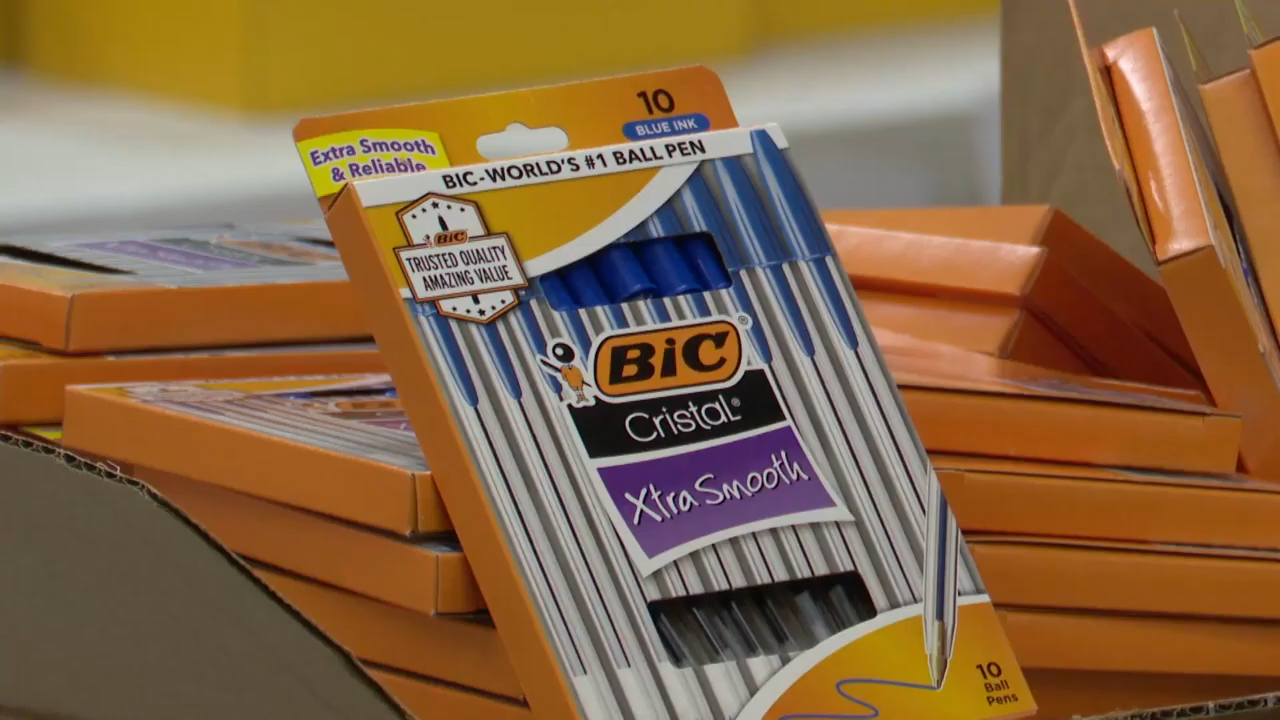 10
BLUE INK
Extra Smooth
& Reliable
BIC-WORLD'S #1 BALL PEN
BIC
TRUSTED QUALITY
AMAZING VALUE
BIC®
Cristal®
Xtra Smooth
10
Ball
Pens